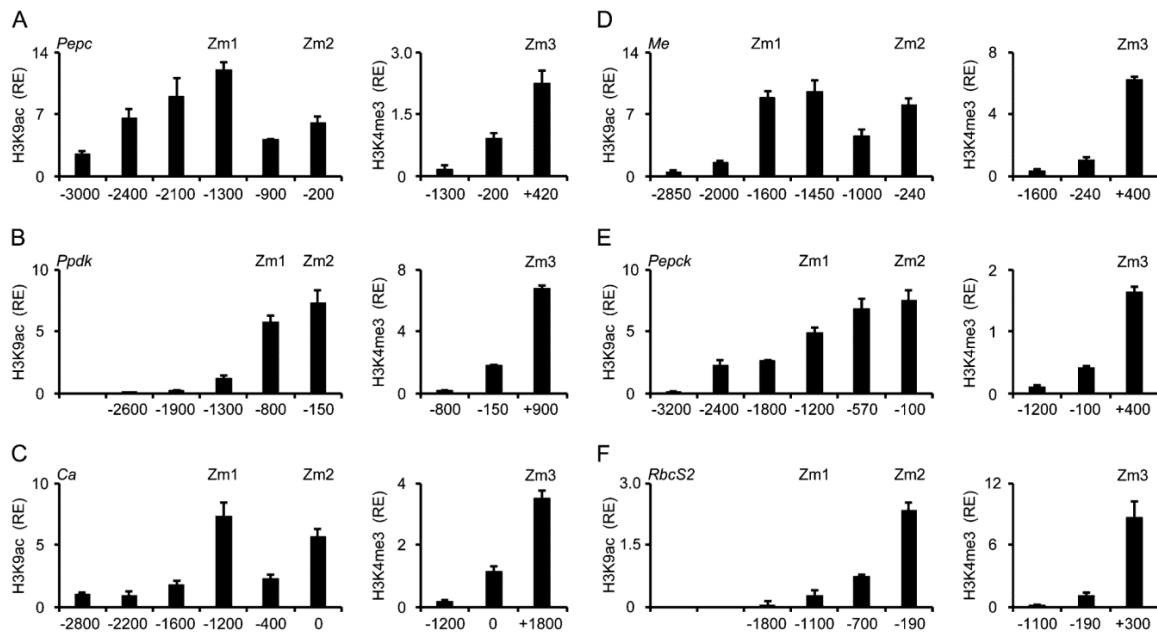 A
Pepc Zm1 Zm2
H3K9ac (RE)
14
7
0
-3000 -2400 -2100 -1300 -900 -200
Zm3
H3K4me3 (RE)
3.0
1.5
0
-1300 -200 +420
B
Ppdk Zm1 Zm2
H3K9ac (RE)
10
5
0
-2600 -1900 -1300 -800 -150
Zm3
H3K4me3 (RE)
8
4
0
-800 -150 +900
C
Ca Zm1 Zm2
H3K9ac (RE)
10
5
0
-2800 -2200 -1600 -1200 -400 0
Zm3
H3K4me3 (RE)
4
2
0
-1200 0 +1800
D
Me Zm1 Zm2
H3K9ac (RE)
14
7
0
-2850 -2000 -1600 -1450 -1000 -240
Zm3
H3K4me3 (RE)
8
4
0
-1600 -240 +400
E
Pepck Zm1 Zm2
H3K9ac (RE)
10
5
0
-3200 -2400 -1800 -1200 -570 -100
Zm3
H3K4me3 (RE)
2
1
0
-1200 -100 +400
F
RbcS2 Zm1 Zm2
H3K9ac (RE)
3.0
1.5
0
-1800 -1100 -700 -190
Zm3
H3K4me3 (RE)
12
6
0
-1100 -190 +300